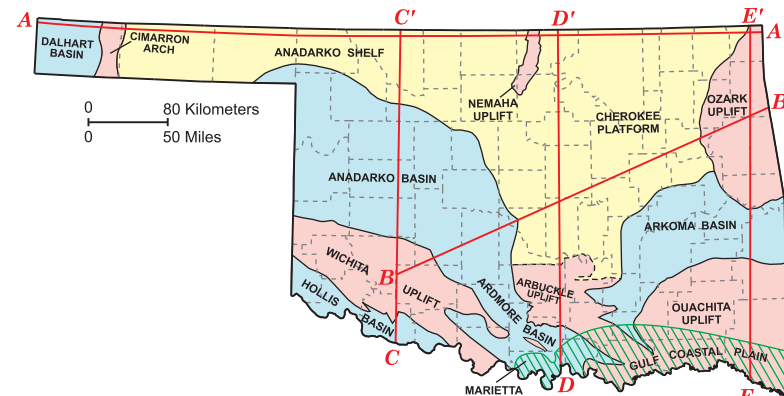 C'
D'
E'
A
A
DALHART
BASIN
CIMARRON
ARCH
ANADARKO SHELF
NEMAHA
UPLIFT
CHEROKEE
PLATFORM
OZARK
UPLIFT
B
0 80 Kilometers
0 50 Miles
ANADARKO BASIN
ARKOMA BASIN
WICHITA
UPLIFT
B
HOLLIS
BASIN
ARDMORE
BASIN
ARBUCKLE
UPLIFT
OUACHITA
UPLIFT
GULF COASTAL PLAIN
C
MARIETTA
D
E